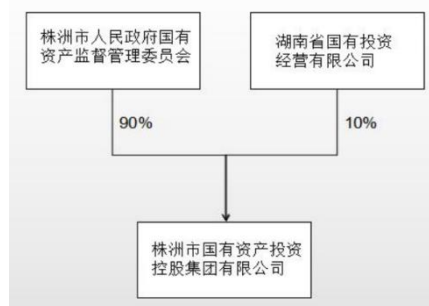 株洲市人民政府国有
资产监督管理委员会
湖南省国有投资
经营有限公司
90%
10%
株洲市国有资产投资
控股集团有限公司